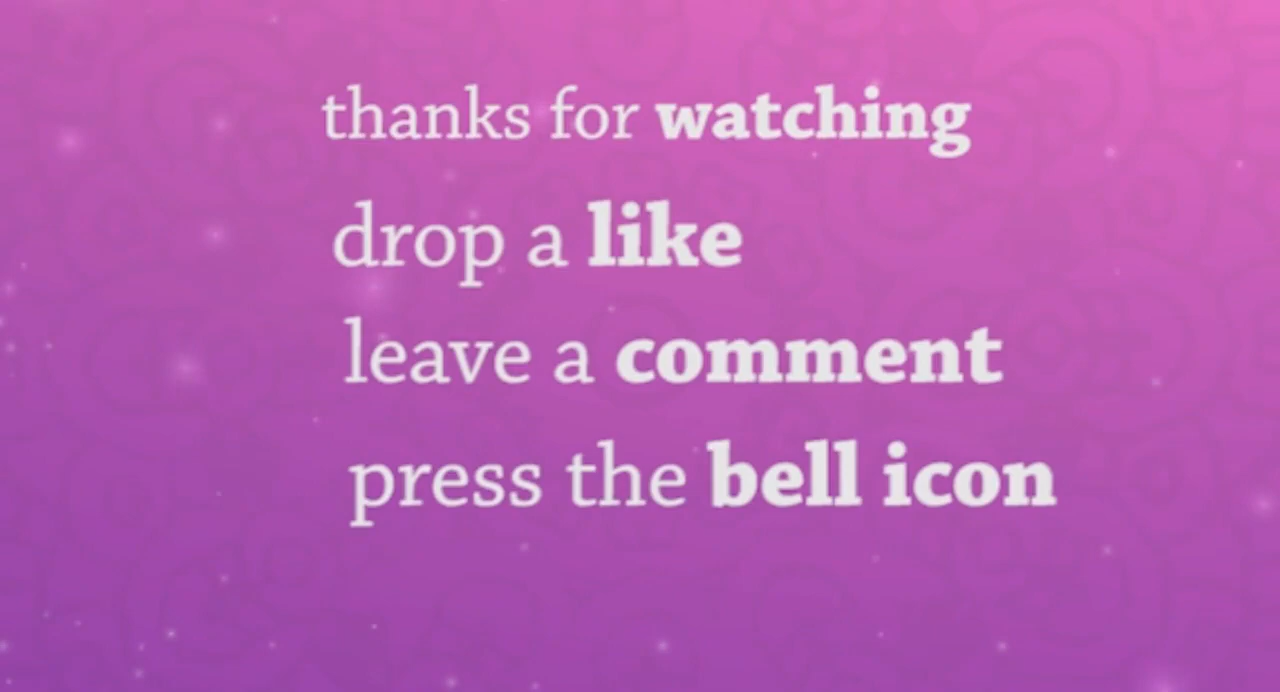 thanks for watching
drop a like
leave a comment
press the bell icon